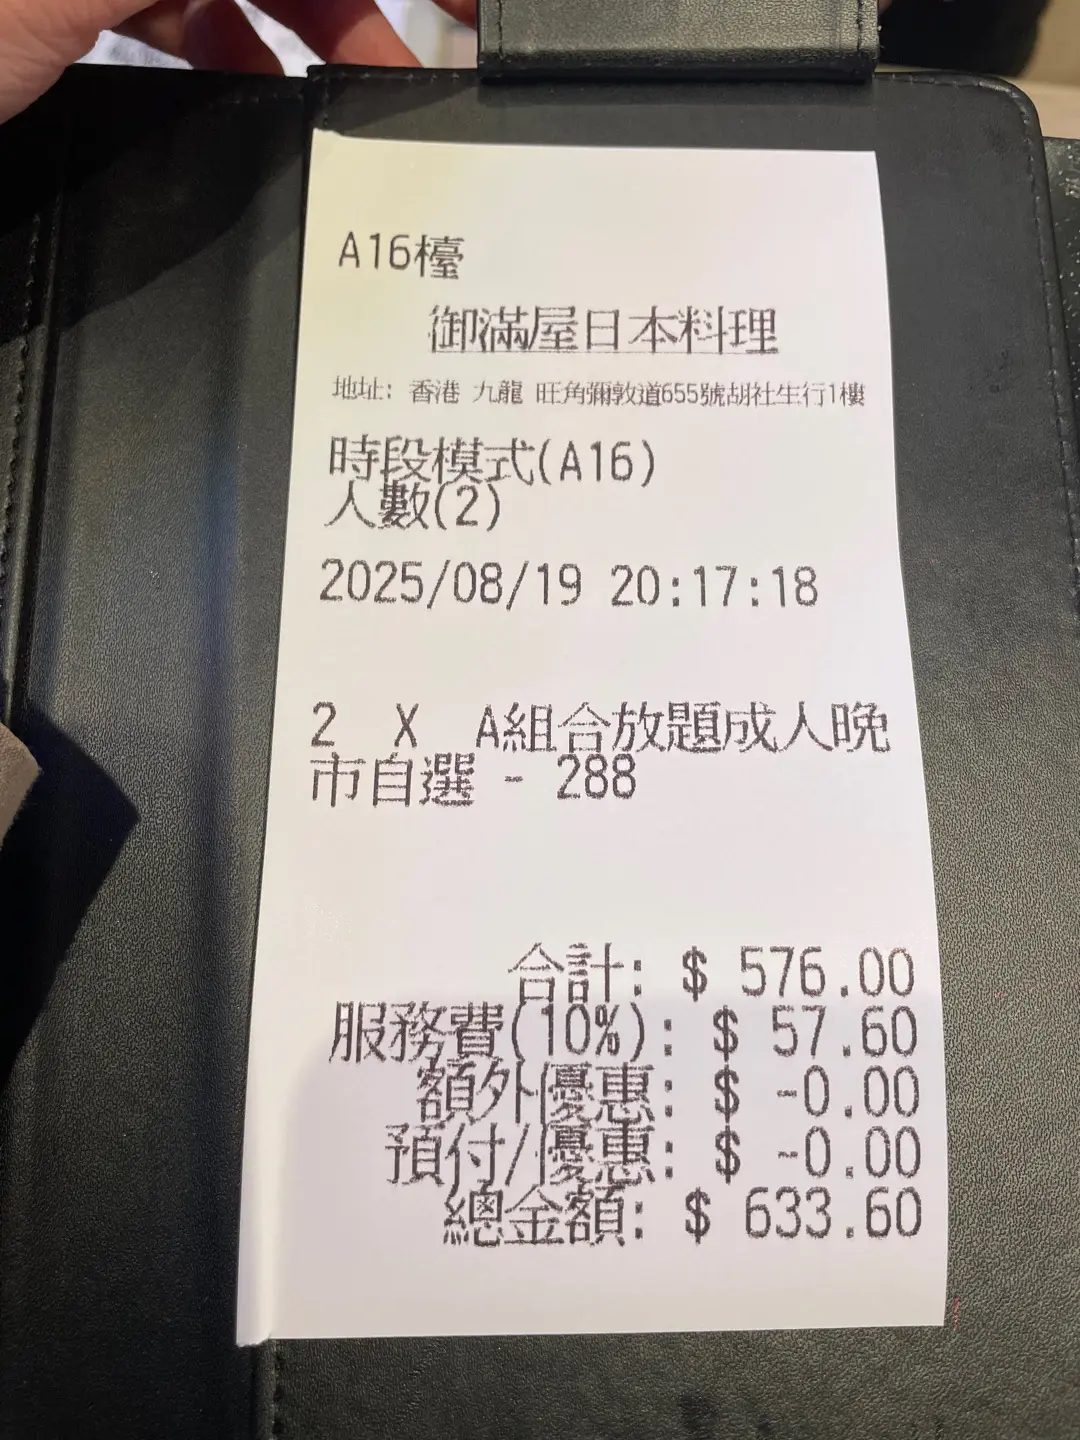 A16檯
御滿屋日本料理
地址: 香港 九龍 旺角彌敦道655號胡社生行1樓
時段模式(A16)
人數(2)
2025/08/19 20:17:18
2 X A組合放題成人晚
市自選 - 288
合計: $ 576.00
服務費(10%): $ 57.60
額外優惠: $ -0.00
預付/優惠: $ -0.00
總金額: $ 633.60